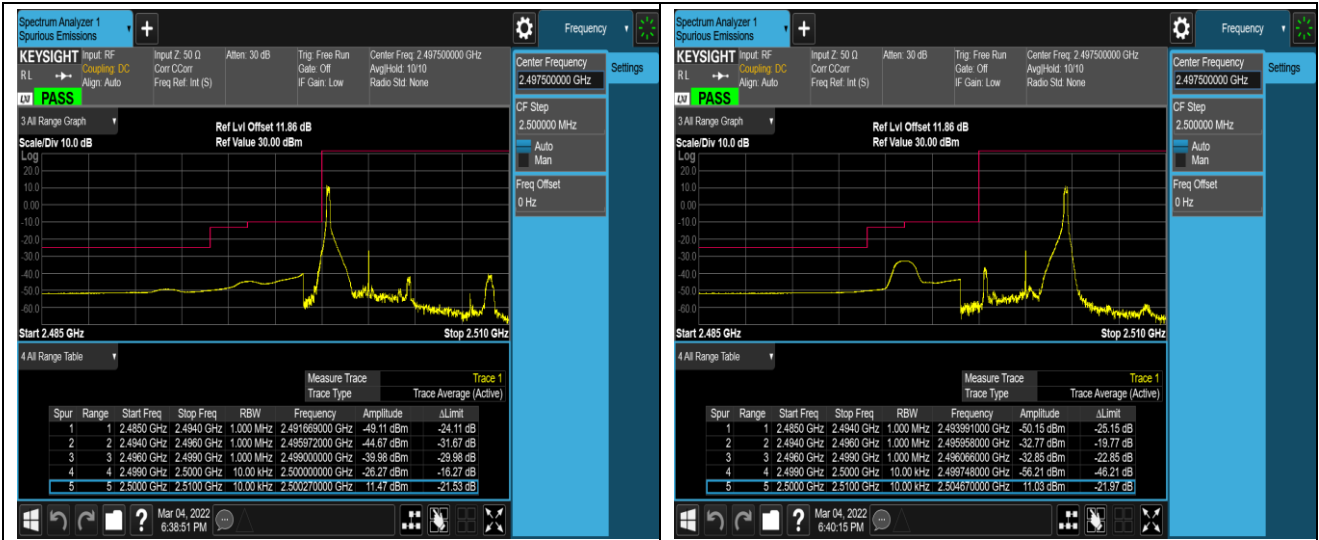 Spectrum Analyzer 1
Spurious Emissions
+
Frequency
KEYSIGHT Input: RF Input Z: 50 Ω Atten: 30 dB Trig: Free Run Center Freq: 2.497500000 GHz
RL Coupling: DC Corr CCorr Gate: Off Avg|Hold: 10/10
Align: Auto Freq Ref: Int (S) IF Gain: Low Radio Std: None
PASS
Center Frequency
2.497500000 GHz
Settings
CF Step
2.500000 MHz
Auto
Man
Freq Offset
0 Hz
3 All Range Graph
Ref Lvl Offset 11.86 dB
Scale/Div 10.0 dB Ref Value 30.00 dBm
Log
20.0
10.0
0.00
-10.0
-20.0
-30.0
-40.0
-50.0
-60.0
Start 2.485 GHz Stop 2.510 GHz
4 All Range Table
Measure Trace Trace 1
Trace Type Trace Average (Active)
Spur Range Start Freq Stop Freq RBW Frequency Amplitude ΔLimit
1 1 2.4850 GHz 2.4940 GHz 1.000 MHz 2.491669000 GHz -49.11 dBm -24.11 dB
2 2 2.4940 GHz 2.4960 GHz 1.000 MHz 2.495972000 GHz -44.67 dBm -31.67 dB
3 3 2.4960 GHz 2.4990 GHz 1.000 MHz 2.499000000 GHz -39.98 dBm -29.98 dB
4 4 2.4990 GHz 2.5000 GHz 10.00 kHz 2.500000000 GHz -26.27 dBm -16.27 dB
5 5 2.5000 GHz 2.5100 GHz 10.00 kHz 2.500270000 GHz 11.47 dBm -21.53 dB
? Mar 04, 2022
6:38:51 PM
Spectrum Analyzer 1
Spurious Emissions
+
Frequency
KEYSIGHT Input: RF Input Z: 50 Ω Atten: 30 dB Trig: Free Run Center Freq: 2.497500000 GHz
RL Coupling: DC Corr CCorr Gate: Off Avg|Hold: 10/10
Align: Auto Freq Ref: Int (S) IF Gain: Low Radio Std: None
PASS
Center Frequency
2.497500000 GHz
Settings
CF Step
2.500000 MHz
Auto
Man
Freq Offset
0 Hz
3 All Range Graph
Ref Lvl Offset 11.86 dB
Scale/Div 10.0 dB Ref Value 30.00 dBm
Log
20.0
10.0
0.00
-10.0
-20.0
-30.0
-40.0
-50.0
-60.0
Start 2.485 GHz Stop 2.510 GHz
4 All Range Table
Measure Trace Trace 1
Trace Type Trace Average (Active)
Spur Range Start Freq Stop Freq RBW Frequency Amplitude ΔLimit
1 1 2.4850 GHz 2.4940 GHz 1.000 MHz 2.493991000 GHz -50.15 dBm -25.15 dB
2 2 2.4940 GHz 2.4960 GHz 1.000 MHz 2.495958000 GHz -32.77 dBm -19.77 dB
3 3 2.4960 GHz 2.4990 GHz 1.000 MHz 2.496066000 GHz -32.85 dBm -22.85 dB
4 4 2.4990 GHz 2.5000 GHz 10.00 kHz 2.499748000 GHz -56.21 dBm -46.21 dB
5 5 2.5000 GHz 2.5100 GHz 10.00 kHz 2.504670000 GHz 11.03 dBm -21.97 dB
? Mar 04, 2022
6:40:15 PM